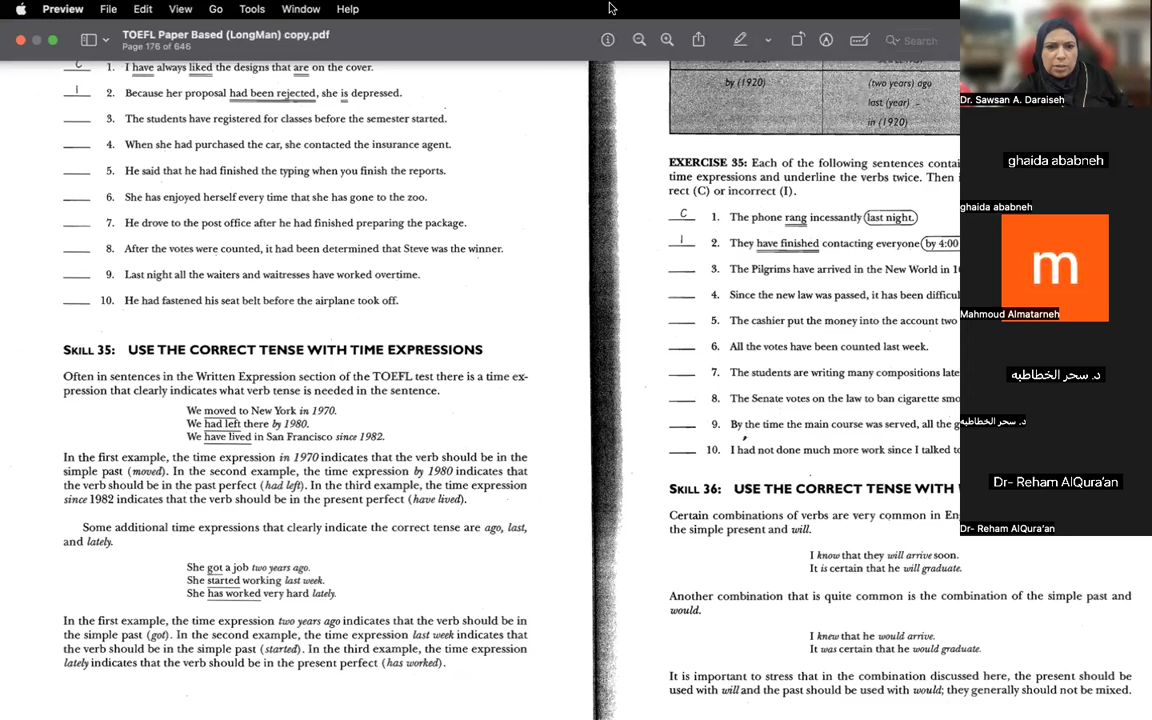 Preview File Edit View Go Tools Window Help
TOEFL Paper Based (LongMan) copy.pdf
Page 176 of 646
Search
C 1. I have always liked the designs that are on the cover.
I 2. Because her proposal had been rejected, she is depressed.
3. The students have registered for classes before the semester started.
4. When she had purchased the car, she contacted the insurance agent.
5. He said that he had finished the typing when you finish the reports.
6. She has enjoyed herself every time that she has gone to the zoo.
7. He drove to the post office after he had finished preparing the package.
8. After the votes were counted, it had been determined that Steve was the winner.
9. Last night all the waiters and waitresses have worked overtime.
10. He had fastened his seat belt before the airplane took off.
SKILL 35: USE THE CORRECT TENSE WITH TIME EXPRESSIONS
Often in sentences in the Written Expression section of the TOEFL test there is a time ex-
pression that clearly indicates what verb tense is needed in the sentence.
We moved to New York in 1970.
We had left there by 1980.
We have lived in San Francisco since 1982.
In the first example, the time expression in 1970 indicates that the verb should be in the
simple past (moved). In the second example, the time expression by 1980 indicates that
the verb should be in the past perfect (had left). In the third example, the time expression
since 1982 indicates that the verb should be in the present perfect (have lived).
Some additional time expressions that clearly indicate the correct tense are ago, last,
and lately.
She got a job two years ago.
She started working last week.
She has worked very hard lately.
In the first example, the time expression two years ago indicates that the verb should be in
the simple past (got). In the second example, the time expression last week indicates that
the verb should be in the simple past (started). In the third example, the time expression
lately indicates that the verb should be in the present perfect (has worked).
by (1920)
(two years) ago
last (year)
in (1920)
EXERCISE 35: Each of the following sentences contai
time expressions and underline the verbs twice. Then i
rect (C) or incorrect (I).
C 1. The phone rang incessantly last night.
I 2. They have finished contacting everyone by 4:00
3. The Pilgrims have arrived in the New World in
4. Since the new law was passed, it has been difficul
5. The cashier put the money into the account two
6. All the votes have been counted last week.
7. The students are writing many compositions late
8. The Senate votes on the law to ban cigarette smo
9. By the time the main course was served, all the g
10. I had not done much more work since I talked to
SKILL 36: USE THE CORRECT TENSE WITH
Certain combinations of verbs are very common in En
the simple present and will.
I know that they will arrive soon.
It is certain that he will graduate.
Another combination that is quite common is the combination of the simple past and
would.
I knew that he would arrive.
It was certain that he would graduate.
It is important to stress that in the combination discussed here, the present should be
used with will and the past should be used with would; they generally should not be mixed.
Dr. Sawsan A. Daraiseh
ghaida ababneh
ghaida ababneh
m
Mahmoud Almatarneh
د. سحر الخطاطبه
د. سحر الخطاطبه
Dr- Reham AlQura'an
Dr- Reham AlQura'an